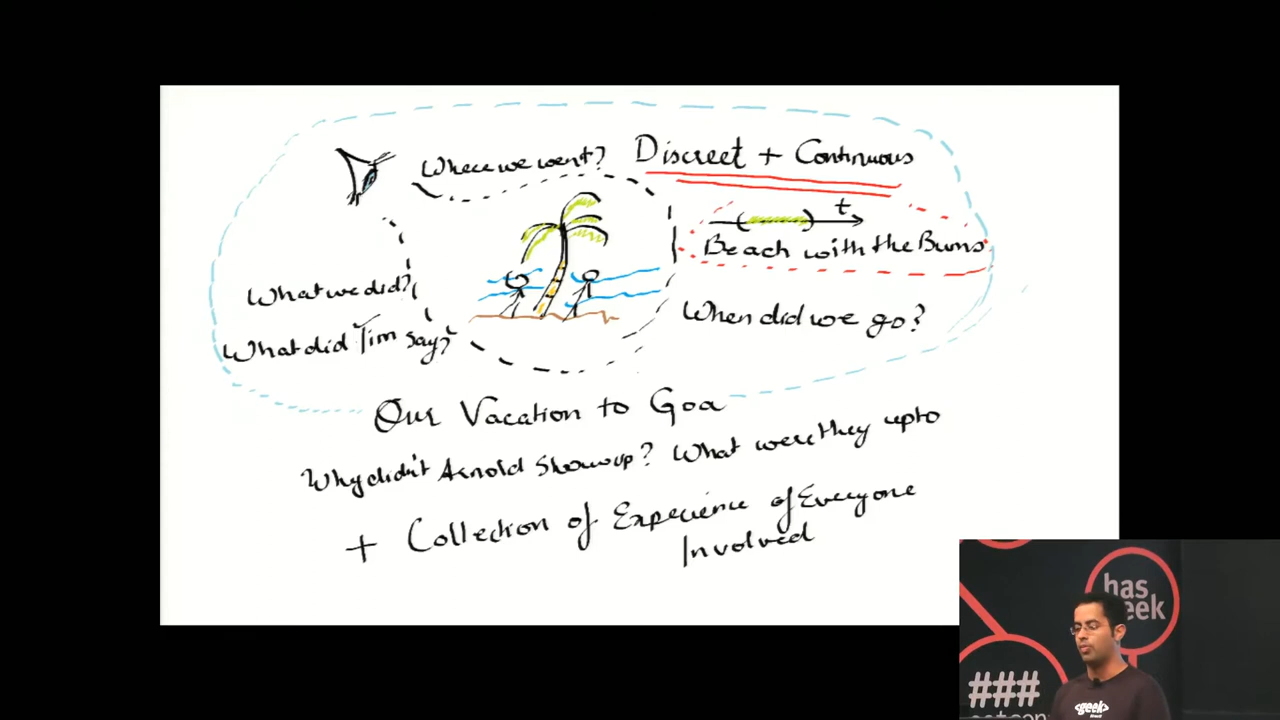 Where we went? Discreet + Continuous
t
Beach with the Bums
What we did?
When did we go?
What did Tim say?
Our Vacation to Goa
Why didn't Arnold Show up? What were they upto
+ Collection of Experience of Everyone
Involved
has
geek
###
<geek>